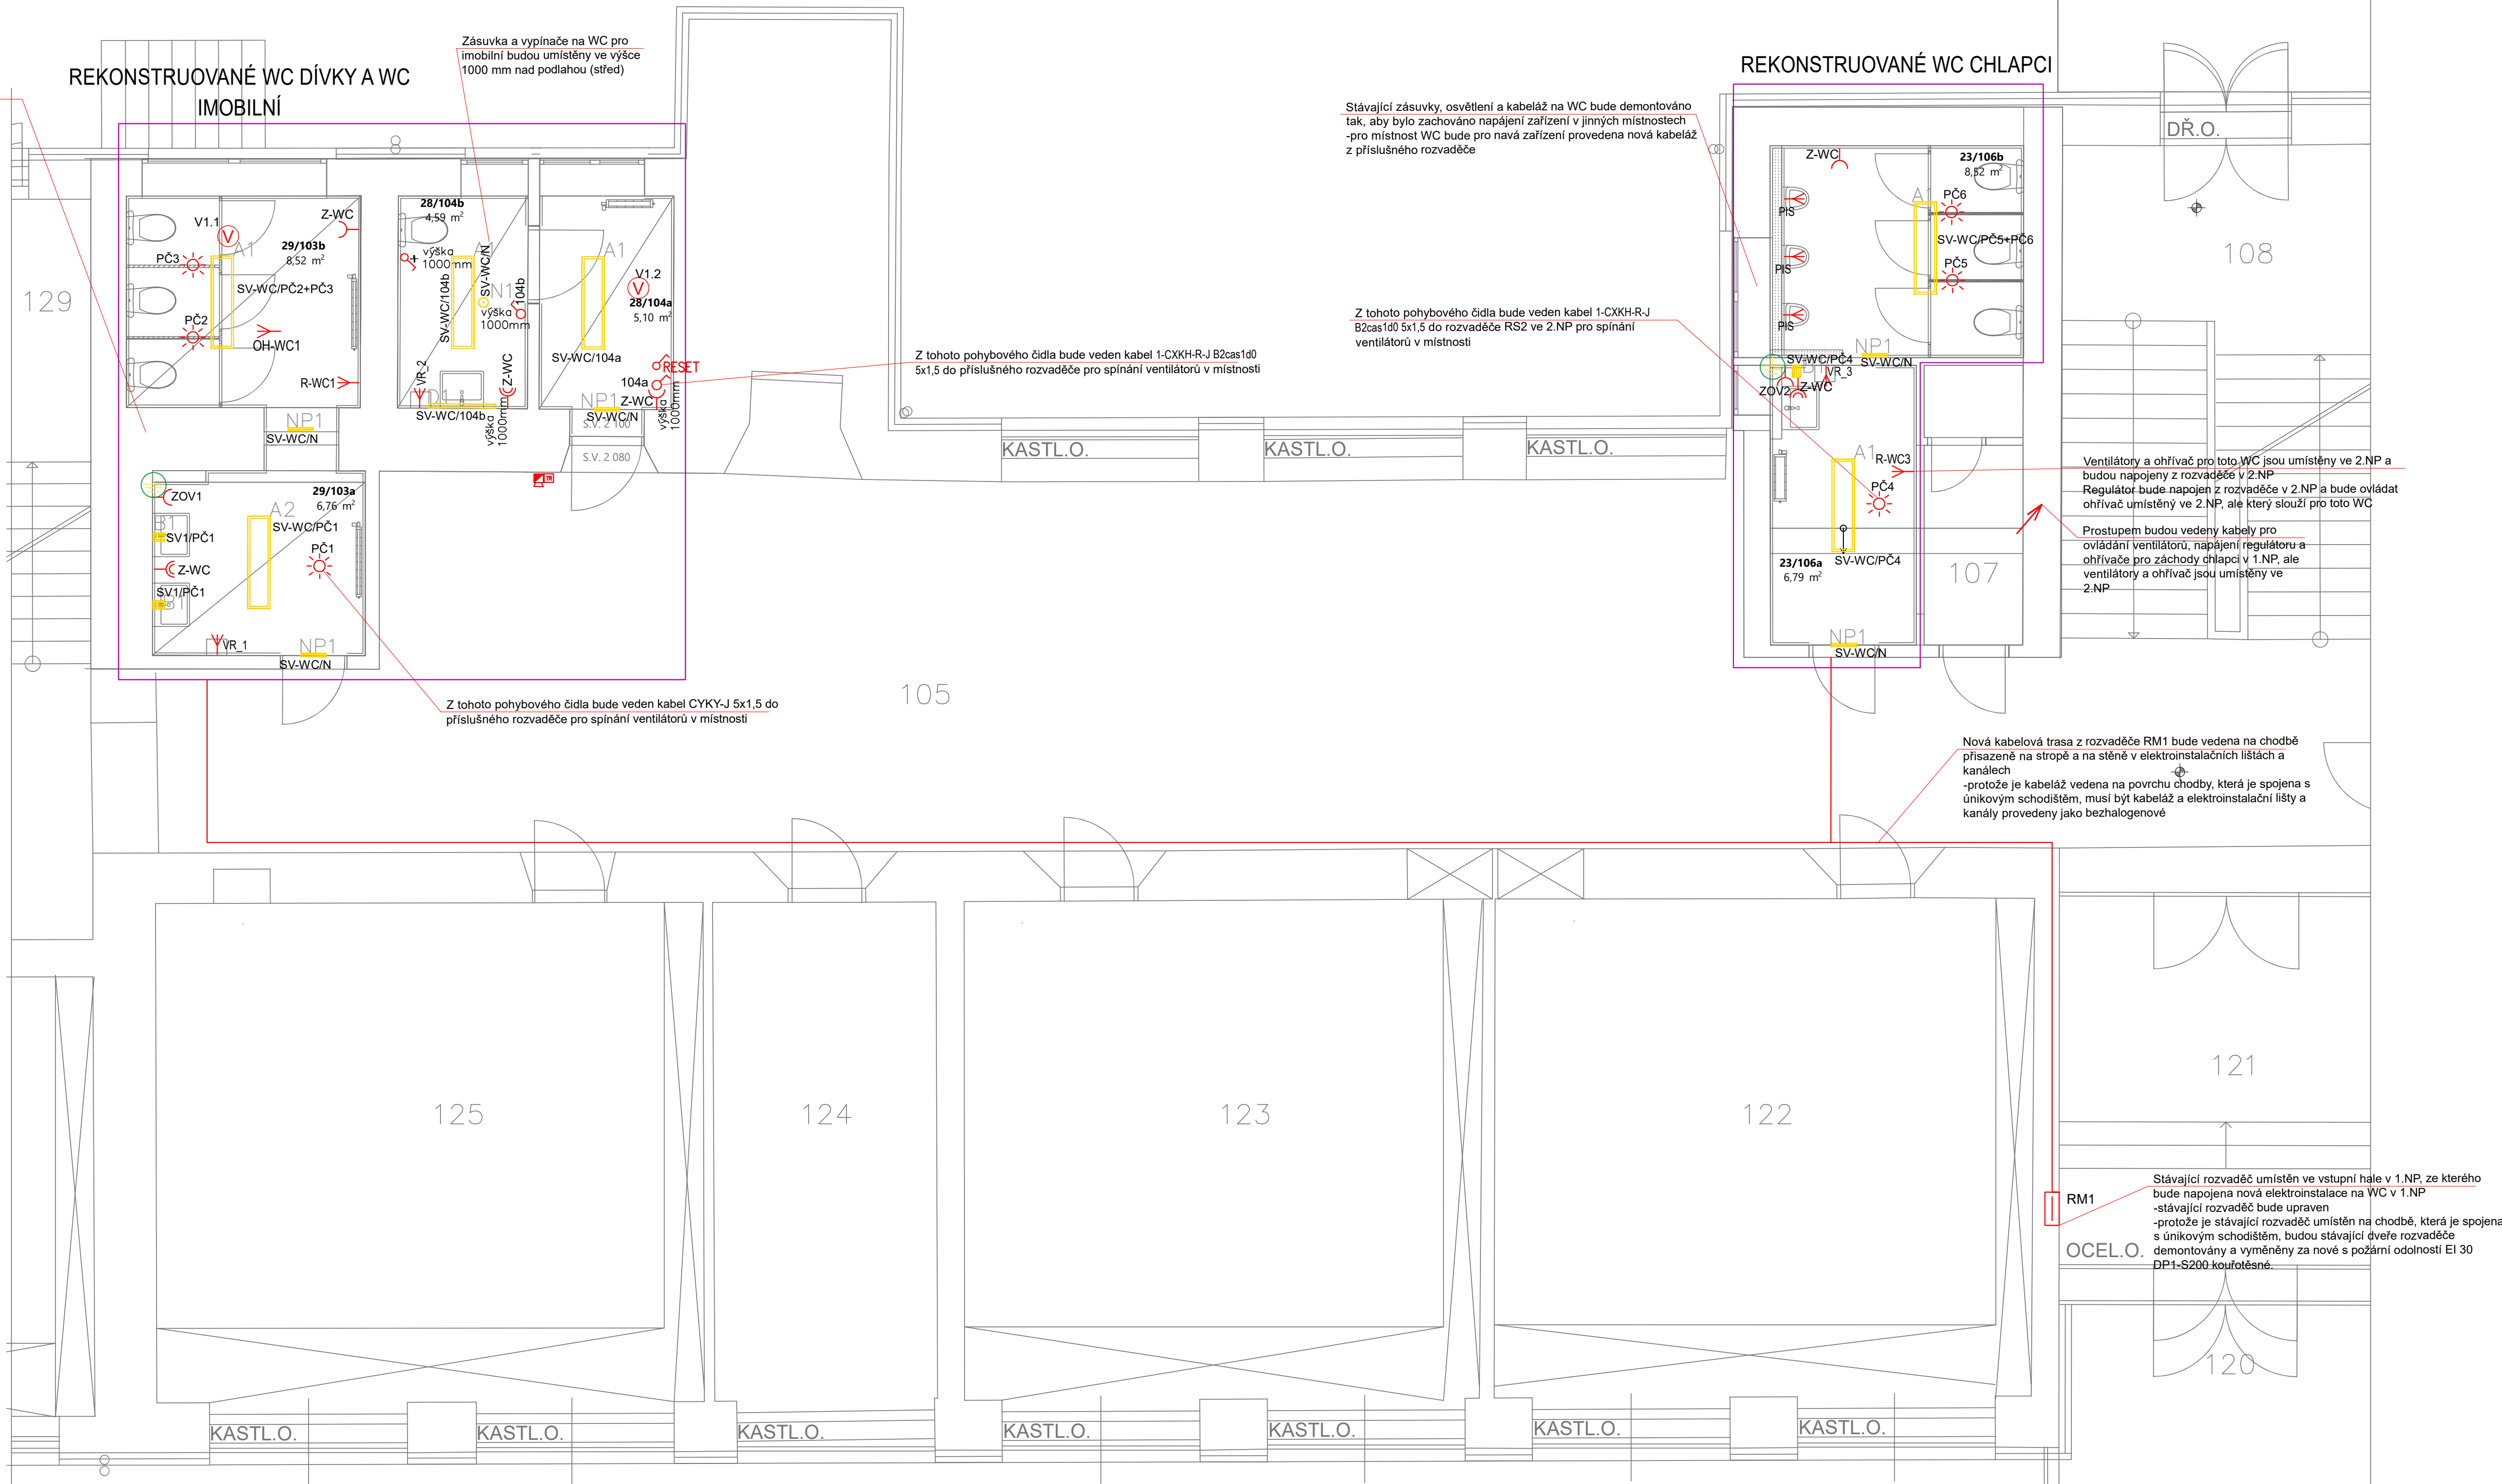 REKONSTRUOVANÉ WC DÍVKY A WC
IMOBILNÍ
Zásuvka a vypínače na WC pro
imobilní budou umístěny ve výšce
1000 mm nad podlahou (střed)
REKONSTRUOVANÉ WC CHLAPCI
Stávající zásuvky, osvětlení a kabeláž na WC bude demontováno
tak, aby bylo zachováno napájení zařízení v jinných místnostech
-pro místnost WC bude pro navá zařízení provedena nová kabeláž
z příslušného rozvaděče
DŘ.O.
129
V1.1
V
Z-WC
A1
29/103b
8,52 m²
PČ3
SV-WC/PČ2+PČ3
PČ2
OH-WC1
R-WC1
NP1
SV-WC/N
28/104b
4,59 m²
výška
1000mm
A1
SV-WC/N
SV-WC/104b
N1
104b
výška
1000mm
VR_2
Z-WC
D1
SV-WC/104b
výška
1000mm
A1
V1.2
V
28/104a
5,10 m²
SV-WC/104a
RESET
104a
Z-WC
výška
1000mm
NP1
SV-WC/N
S.V. 2 100
S.V. 2 080
TR
Z tohoto pohybového čidla bude veden kabel 1-CXKH-R-J B2cas1d0
5x1,5 do příslušného rozvaděče pro spínání ventilátorů v místnosti
Z tohoto pohybového čidla bude veden kabel 1-CXKH-R-J
B2cas1d0 5x1,5 do rozvaděče RS2 ve 2.NP pro spínání
ventilátorů v místnosti
KASTL.O.
KASTL.O.
KASTL.O.
ZOV1
29/103a
6,76 m²
A2
B1
SV-WC/PČ1
SV1/PČ1
PČ1
Z-WC
SV1/PČ1
B1
VR_1
NP1
SV-WC/N
Z tohoto pohybového čidla bude veden kabel CYKY-J 5x1,5 do
příslušného rozvaděče pro spínání ventilátorů v místnosti
105
Z-WC
23/106b
8,52 m²
A1
PČ6
PIS
SV-WC/PČ5+PČ6
PIS
PČ5
PIS
NP1
SV-WC/PČ4
SV-WC/N
B1
VR_3
ZOV2
Z-WC
A1
R-WC3
PČ4
23/106a
6,79 m²
SV-WC/PČ4
NP1
SV-WC/N
107
108
Ventilátory a ohřívač pro toto WC jsou umístěny ve 2.NP a
budou napojeny z rozvaděče v 2.NP
Regulátor bude napojen z rozvaděče v 2.NP a bude ovládat
ohřívač umístěný ve 2.NP, ale který slouží pro toto WC
Prostupem budou vedeny kabely pro
ovládání ventilátorů, napájení regulátoru a
ohřívače pro záchody chlapci v 1.NP, ale
ventilátory a ohřívač jsou umístěny ve
2.NP
Nová kabelová trasa z rozvaděče RM1 bude vedena na chodbě
přisazeně na stropě a na stěně v elektroinstalačních lištách a
kanálech
-protože je kabeláž vedena na povrchu chodby, která je spojena s
únikovým schodištěm, musí být kabeláž a elektroinstalační lišty a
kanály provedeny jako bezhalogenové
125
124
123
122
121
RM1
Stávající rozvaděč umístěn ve vstupní hale v 1.NP, ze kterého
bude napojena nová elektroinstalace na WC v 1.NP
-stávající rozvaděč bude upraven
-protože je stávající rozvaděč umístěn na chodbě, která je spojena
s únikovým schodištěm, budou stávající dveře rozvaděče
demontovány a vyměněny za nové s požární odolností EI 30
DP1-S200 kouřotěsné.
OCEL.O.
120
KASTL.O.
KASTL.O.
KASTL.O.
KASTL.O.
KASTL.O.
KASTL.O.
KASTL.O.